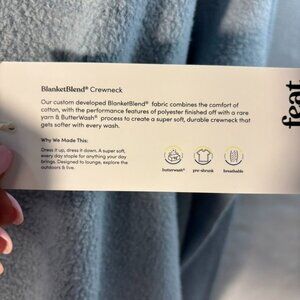 BlanketBlend® Crewneck
Our custom developed BlanketBlend® fabric combines the comfort of
cotton, with the performance features of polyester finished off with a rare
yarn & ButterWash® process to create a super soft, durable crewneck that
gets softer with every wash.
Why We Made This:
Dress it up, dress it down. A super soft,
every day staple for anything your day
brings. Designed to lounge, explore the
outdoors & live.
butterwash®
pre-shrunk
breathable
feat